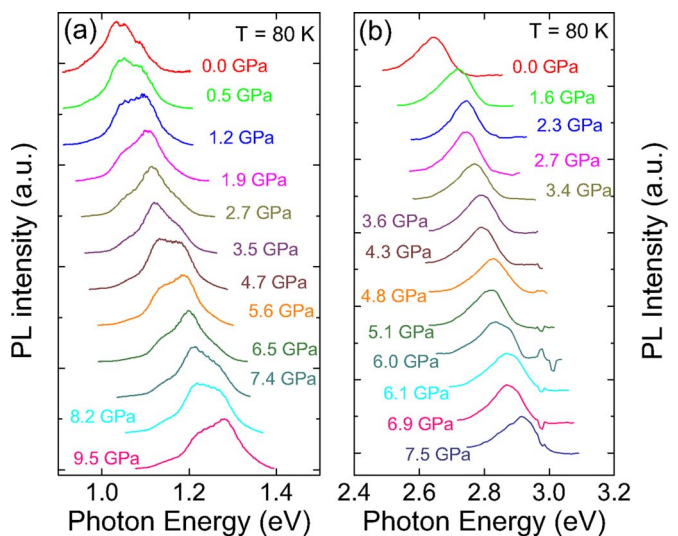 (a)
T = 80 K
0.0 GPa
0.5 GPa
1.2 GPa
1.9 GPa
2.7 GPa
3.5 GPa
4.7 GPa
5.6 GPa
6.5 GPa
7.4 GPa
8.2 GPa
9.5 GPa
PL intensity (a.u.)
1.0
1.2
1.4
Photon Energy (eV)
(b)
T = 80 K
0.0 GPa
1.6 GPa
2.3 GPa
2.7 GPa
3.4 GPa
3.6 GPa
4.3 GPa
4.8 GPa
5.1 GPa
6.0 GPa
6.1 GPa
6.9 GPa
7.5 GPa
PL Intensity (a.u.)
2.4
2.6
2.8
3.0
3.2
Photon Energy (eV)